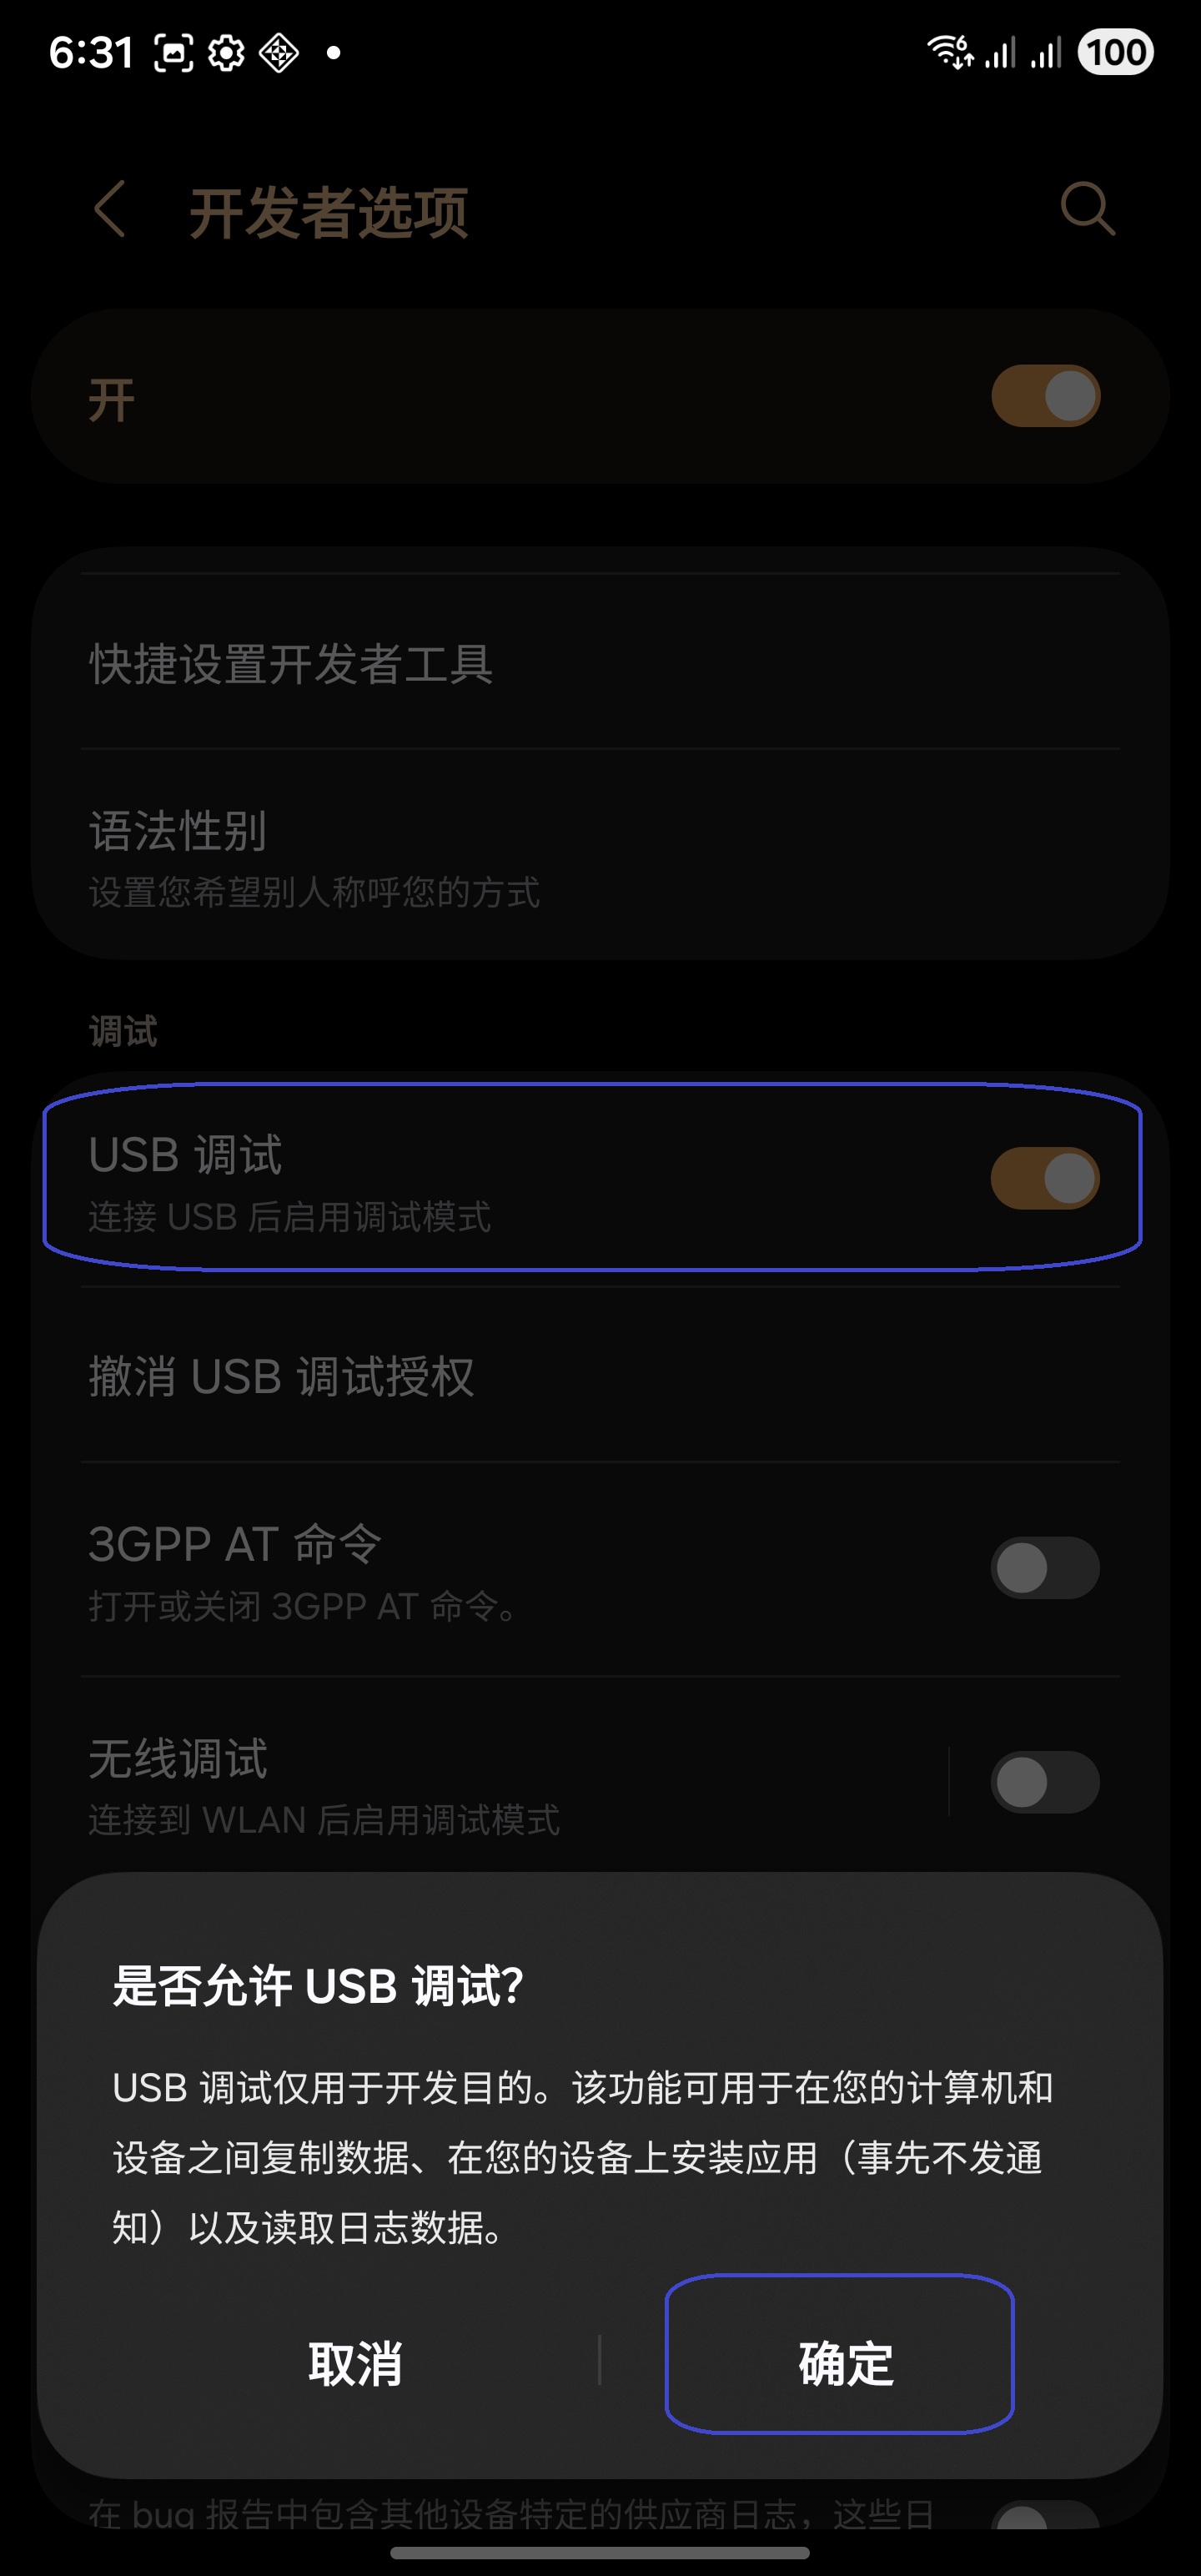 6:31
6
100
开发者选项
开
快捷设置开发者工具
语法性别
设置您希望别人称呼您的方式
调试
USB 调试
连接 USB 后启用调试模式
撤消 USB 调试授权
3GPP AT 命令
打开或关闭 3GPP AT 命令。
无线调试
连接到 WLAN 后启用调试模式
是否允许 USB 调试?
USB 调试仅用于开发目的。该功能可用于在您的计算机和
设备之间复制数据、在您的设备上安装应用（事先不发通
知）以及读取日志数据。
取消
确定
在 bug 报告中包含其他设备特定的供应商日志，这些日